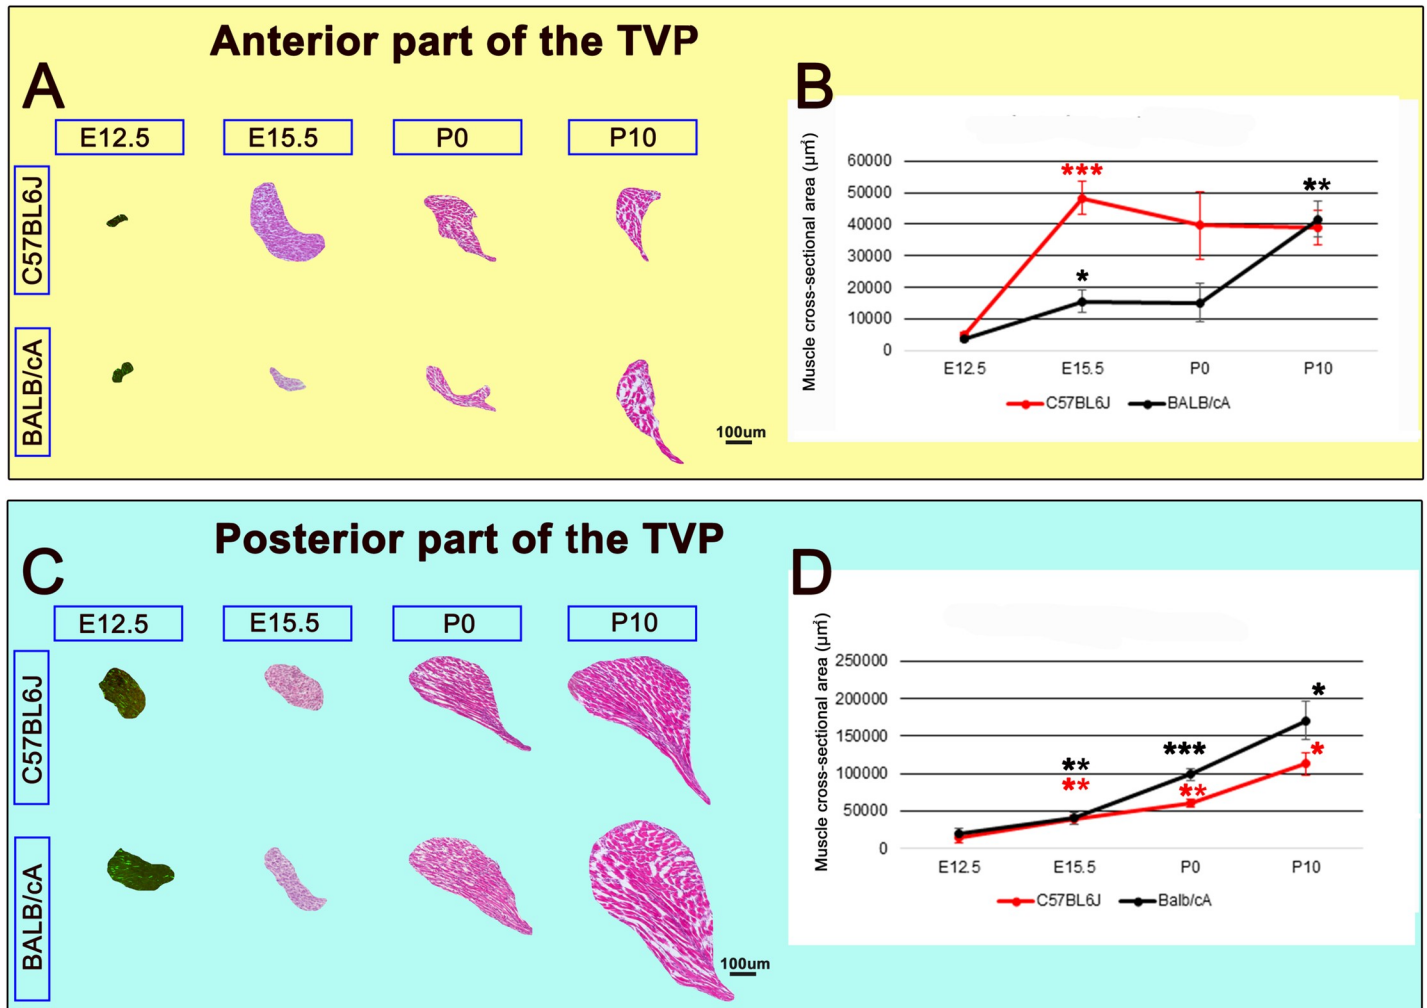 Anterior part of the TVP
A
E12.5 E15.5 P0 P10
C57BL6J
BALB/cA
100um
B
Muscle cross-sectional area (µm²)
60000
50000
40000
30000
20000
10000
0
***
*
**
E12.5 E15.5 P0 P10
C57BL6J BALB/cA
Posterior part of the TVP
C
E12.5 E15.5 P0 P10
C57BL6J
BALB/cA
100um
D
Muscle cross-sectional area (µm²)
250000
200000
150000
100000
50000
0
**
**
***
**
*
*
E12.5 E15.5 P0 P10
C57BL6J Balb/cA